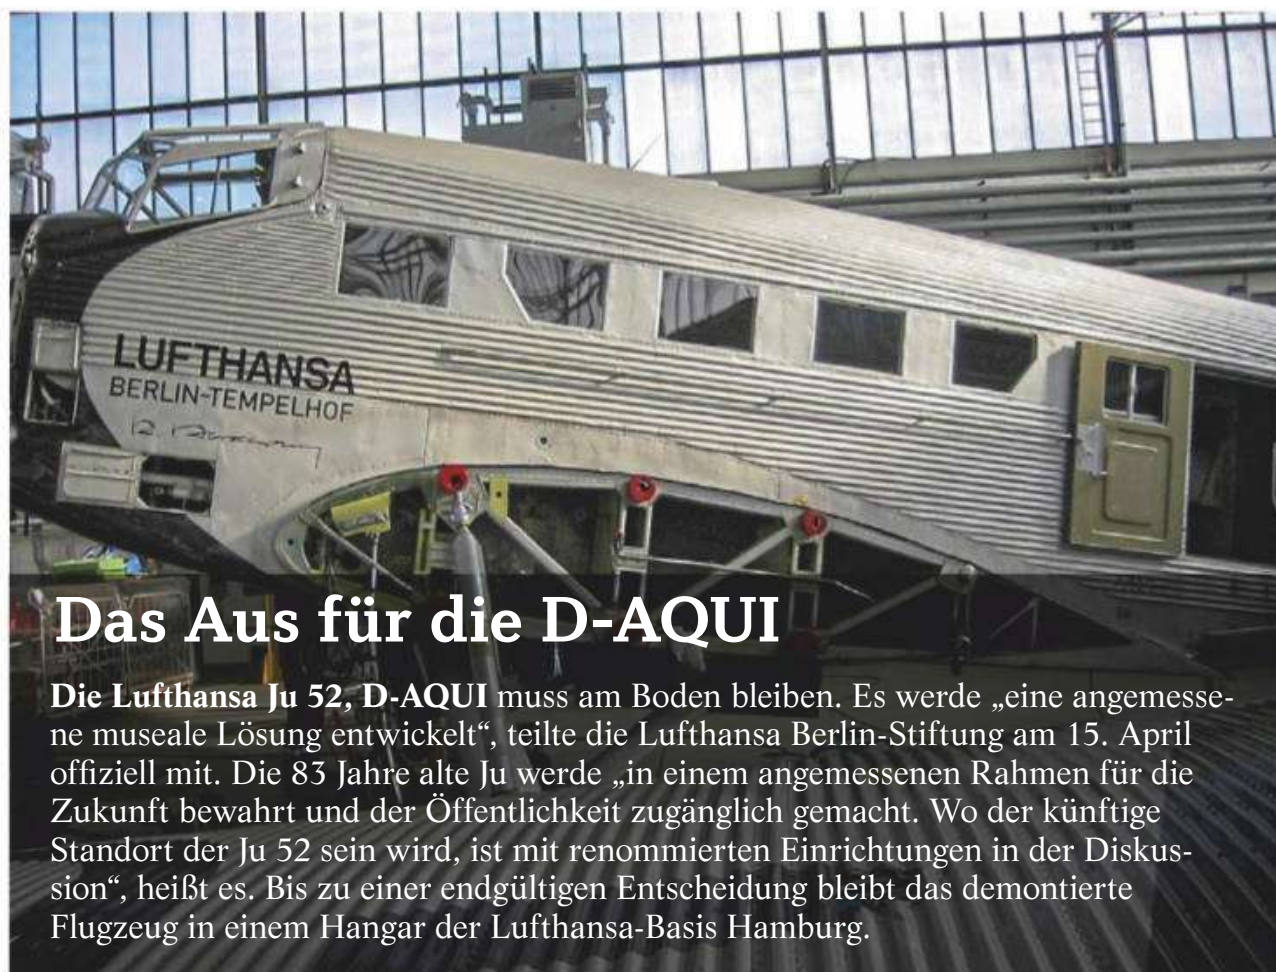 LUFTHANSA
BERLIN-TEMPELHOF
Das Aus für die D-AQUI
Die Lufthansa Ju 52, D-AQUI muss am Boden bleiben. Es werde „eine angemesse-
ne museale Lösung entwickelt“, teilte die Lufthansa Berlin-Stiftung am 15. April
offiziell mit. Die 83 Jahre alte Ju werde „in einem angemessenen Rahmen für die
Zukunft bewahrt und der Öffentlichkeit zugänglich gemacht. Wo der künftige
Standort der Ju 52 sein wird, ist mit renommierten Einrichtungen in der Diskus-
sion“, heißt es. Bis zu einer endgültigen Entscheidung bleibt das demontierte
Flugzeug in einem Hangar der Lufthansa-Basis Hamburg.